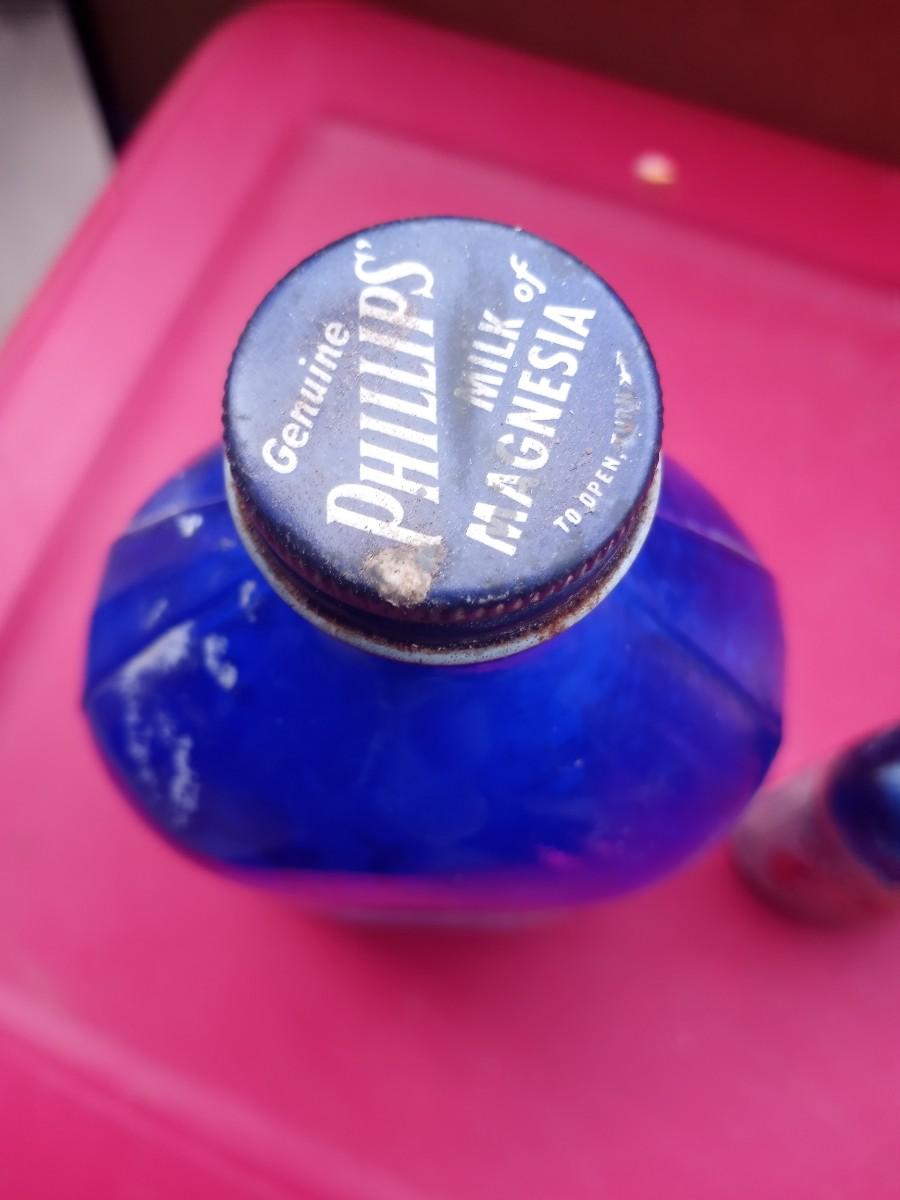 Genuine
PHILLIPS'
MILK of
MAGNESIA
TO OPEN, TURN